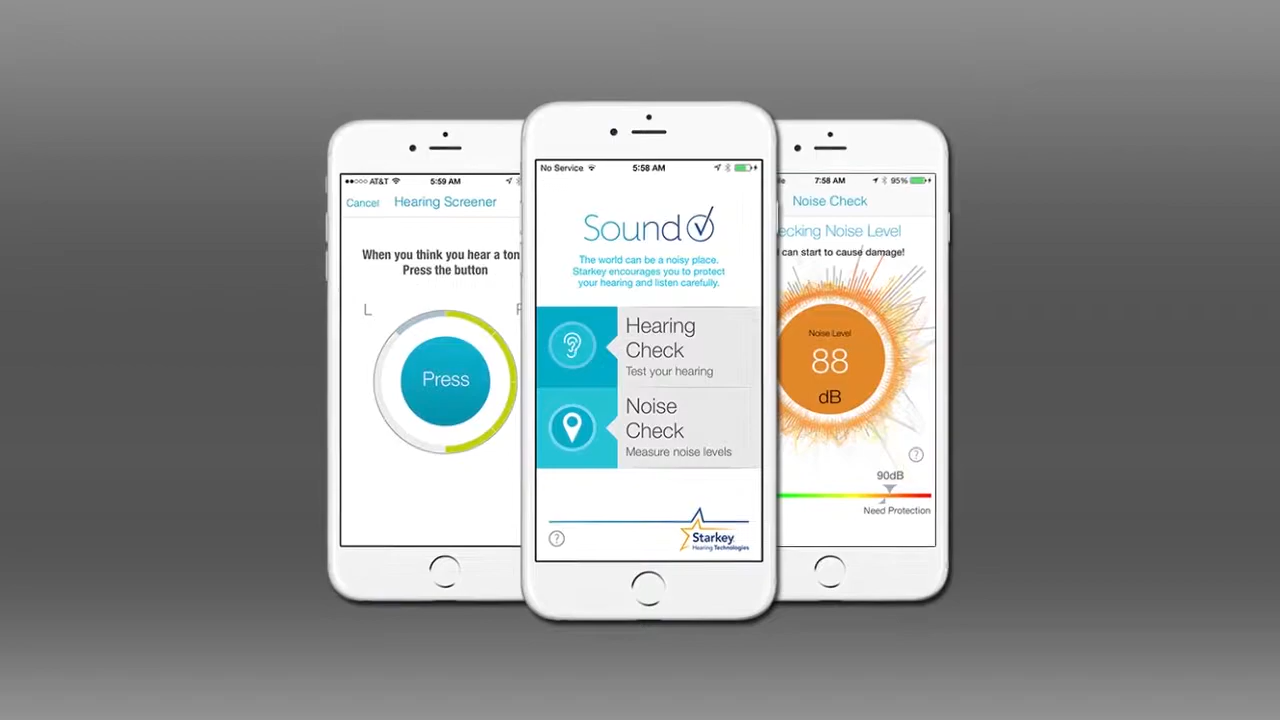 AT&T
5:59 AM
Cancel
Hearing Screener
When you think you hear a ton
Press the button
L
Press
No Service
5:58 AM
Sound
The world can be a noisy place.
Starkey encourages you to protect
your hearing and listen carefully.
Hearing
Check
Test your hearing
Noise
Check
Measure noise levels
?
Starkey
Hearing Technologies
7:58 AM
95%
Noise Check
ecking Noise Level
can start to cause damage!
Noise Level
88
dB
?
90dB
Need Protection